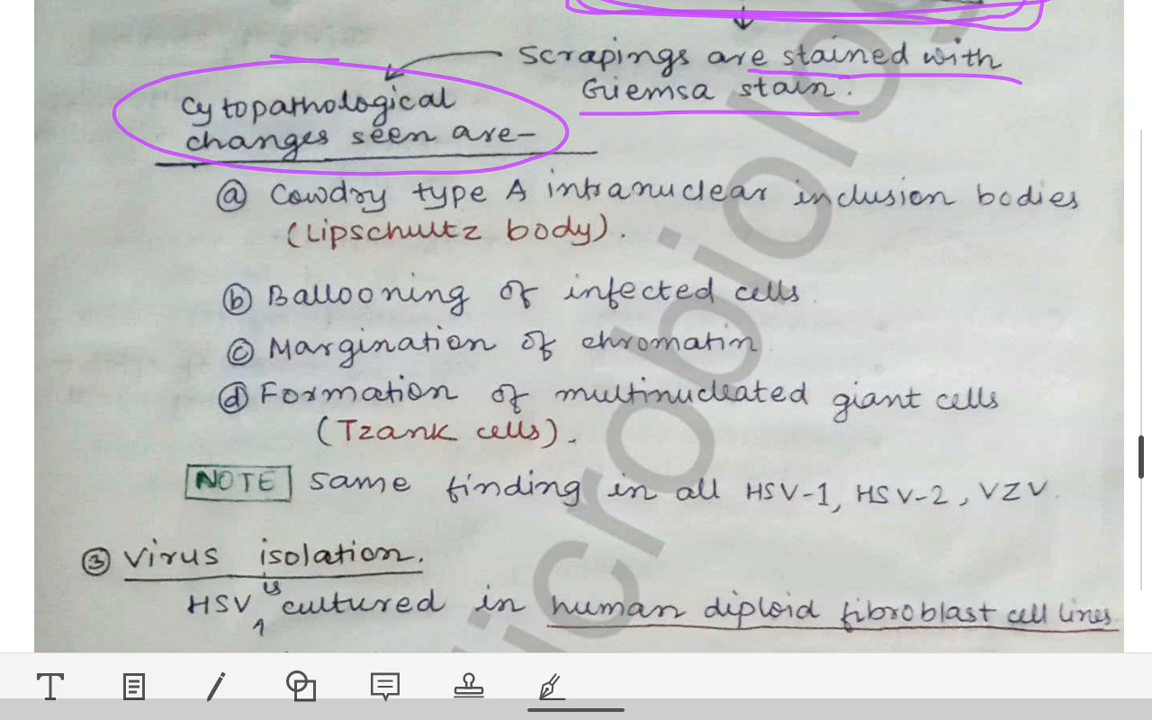 Scrapings are stained with
Giemsa stain.
Cytopathological
changes seen are-
ⓐ Cowdry type A intranuclear inclusion bodies
(Lipschultz body).
ⓑ Ballooning of infected cells
ⓒ Margination of chromatin
ⓓ Formation of multinucleated giant cells
(Tzank cells).
NOTE Same finding in all HSV-1, HSV-2, VZV.
③ Virus isolation.
HSV is cultured in human diploid fibroblast cell lines
icrobiolo
T